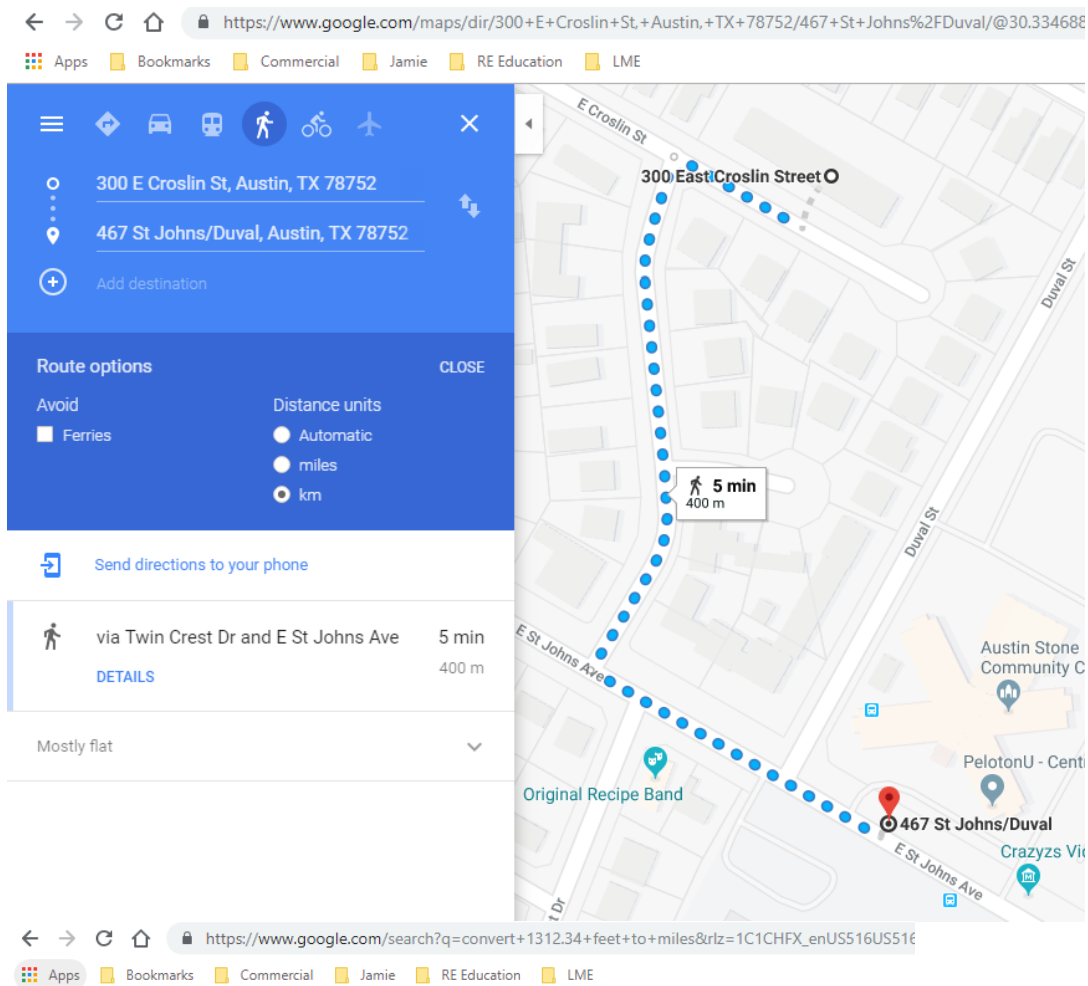 https://www.google.com/maps/dir/300+E+Croslin+St,+Austin,+TX+78752/467+St+Johns%2FDuval/@30.334688
Apps Bookmarks Commercial Jamie RE Education LME
300 E Croslin St, Austin, TX 78752
467 St Johns/Duval, Austin, TX 78752
Add destination
Route options CLOSE
Avoid Distance units
Ferries Automatic
miles
km
Send directions to your phone
via Twin Crest Dr and E St Johns Ave 5 min
DETAILS 400 m
Mostly flat
E Croslin St
300 East Croslin Street
Duval St
5 min
400 m
Duval St
E St Johns Ave
Austin Stone
Community C
PelotonU - Cent
Original Recipe Band
467 St Johns/Duval
Crazyzs Vi
E St Johns Ave
t Dr
https://www.google.com/search?q=convert+1312.34+feet+to+miles&rlz=1C1CHFX_enUS516US516
Apps Bookmarks Commercial Jamie RE Education LME